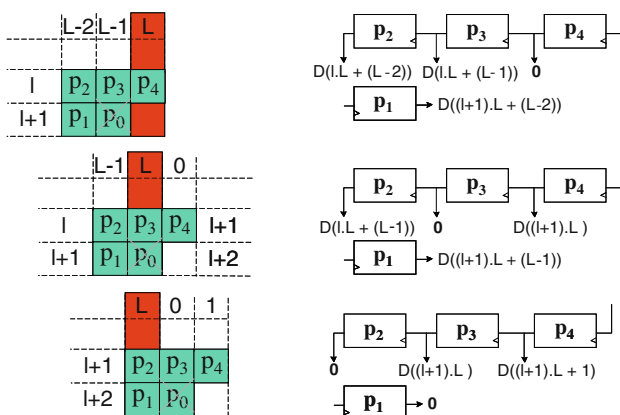 L-2 L-1 L
l p2 p3 p4
l+1 p1 p0
p2 p3 p4
D(l.L + (L-2)) D(l.L + (L-1)) 0
p1 D((l+1).L + (L-2))
L-1 L 0
l p2 p3 p4 l+1
l+1 p1 p0 l+2
p2 p3 p4
D(l.L + (L-1)) 0 D((l+1).L )
p1 D((l+1).L + (L-1))
L 0 1
l+1 p2 p3 p4
l+2 p1 p0
p2 p3 p4
0 D((l+1).L ) D((l+1).L + 1)
p1 0